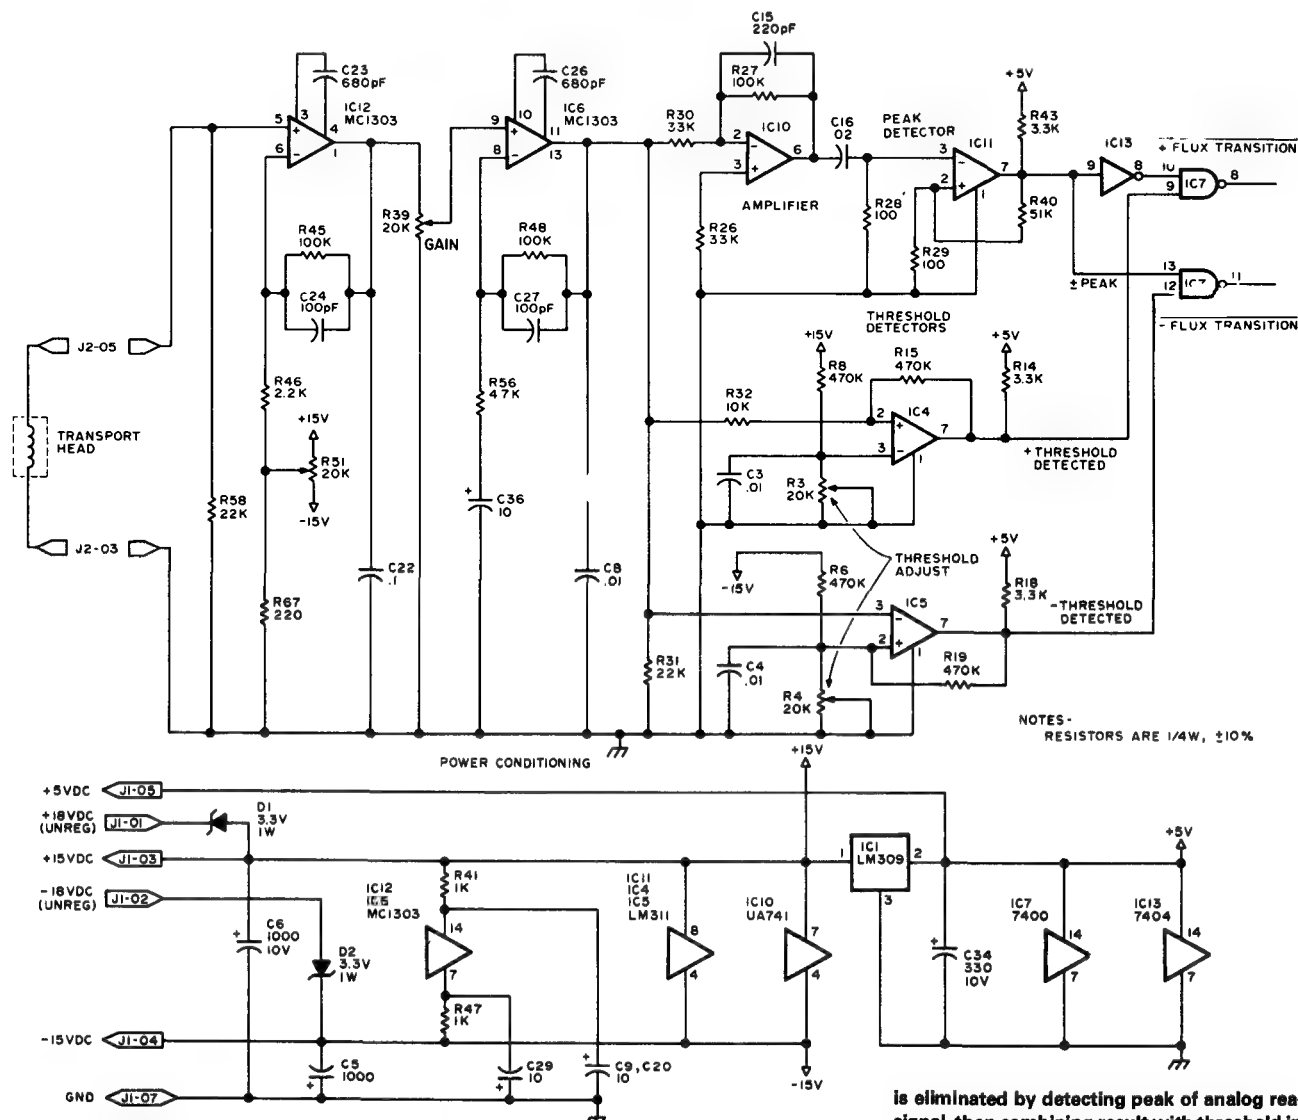 C15
220pF
C23
680pF
IC12
MC1303
C26
680pF
IC6
MC1303
R27
100K
R30
33K
IC10
C16
.02
PEAK
DETECTOR
IC11
+5V
R43
3.3K
IC13
+ FLUX TRANSITION
5
6
3
4
1
9
8
10
11
13
2
3
6
3
2
7
1
9
8
10
9
IC7
8
AMPLIFIER
R39
20K
GAIN
R45
100K
C24
100pF
R48
100K
C27
100pF
R26
33K
R28
100
R29
100
R40
51K
±PEAK
13
12
11
- FLUX TRANSITION
THRESHOLD
DETECTORS
J2-05
TRANSPORT
HEAD
J2-03
R46
2.2K
+15V
R51
20K
-15V
R58
22K
R67
220
C22
.1
R56
4.7K
+
C36
10
C8
.01
+15V
R8
470K
R15
470K
+5V
R14
3.3K
R32
10K
IC4
2
3
7
1
+ THRESHOLD
DETECTED
C3
.01
R3
20K
THRESHOLD
ADJUST
-15V
R6
470K
+5V
R18
3.3K
IC5
3
2
7
1
-THRESHOLD
DETECTED
R31
22K
C4
.01
R4
20K
R19
470K
NOTES-
RESISTORS ARE 1/4W, ±10%
POWER CONDITIONING
+15V
+5VDC J1-05
+18VDC
(UNREG)
J1-01
D1
3.3V
1W
+15VDC J1-03
-18VDC
(UNREG)
J1-02
C6
1000
10V
D2
3.3V
1W
IC12
MC1303
R41
1K
14
7
R47
1K
IC11
IC4
IC5
LM311
8
4
IC10
UA741
7
4
1
IC1
LM309
2
3
+5V
IC7
7400
14
7
IC13
7404
14
7
C34
330
10V
-15VDC J1-04
C5
1000
C29
10
C9, C20
10
-15V
GND J1-07
is eliminated by detecting peak of analog rea
signal, then combining result with threshold in